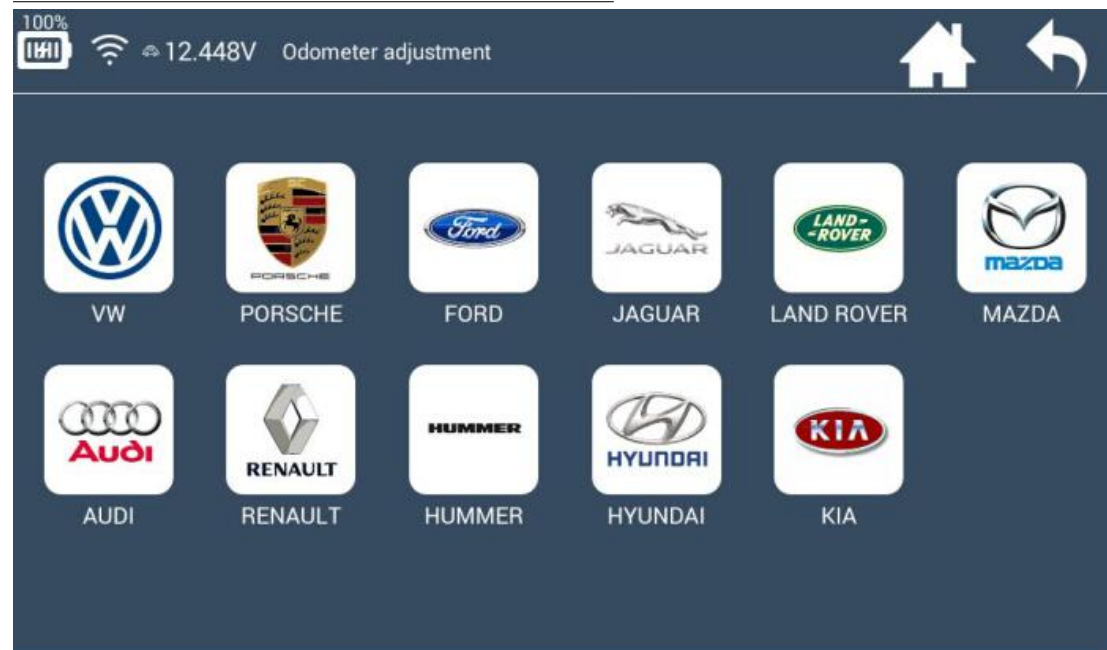 100%
12.448V Odometer adjustment
PORSCHE Ford JAGUAR LAND-
-ROVER
mazda
VW PORSCHE FORD JAGUAR LAND ROVER MAZDA
Audi RENAULT HUMMER HYUNDAI KIA
AUDI RENAULT HUMMER HYUNDAI KIA